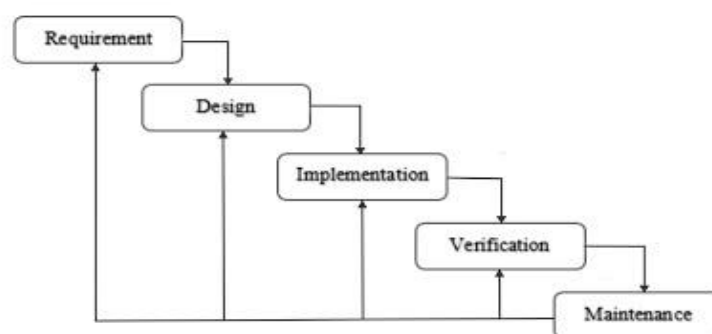 Requirement
Design
Implementation
Verification
Maintenance